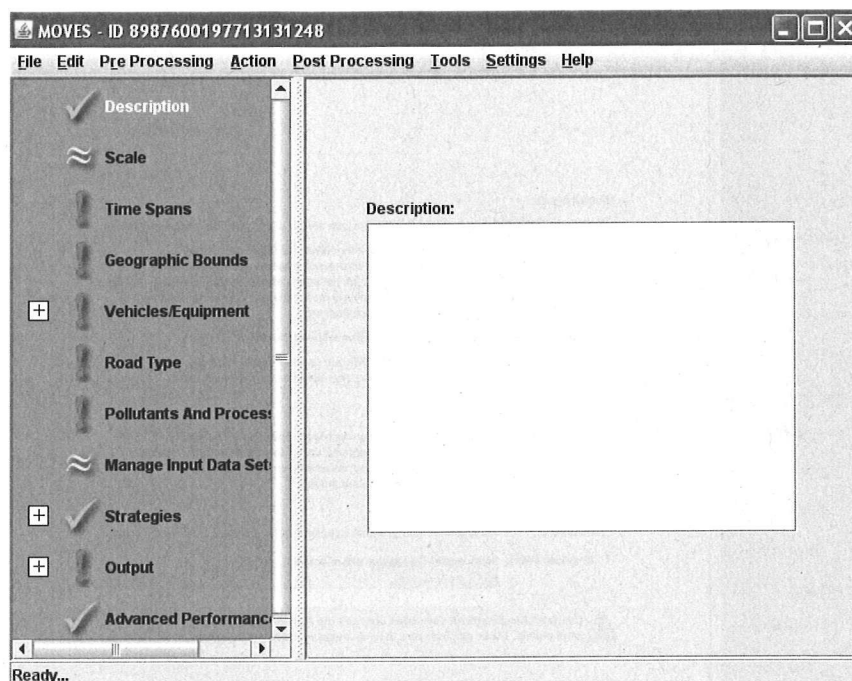 MOVES - ID 8987600197713131248
File Edit Pre Processing Action Post Processing Tools Settings Help
Description
Scale
Time Spans
Geographic Bounds
Vehicles/Equipment
Road Type
Pollutants And Process
Manage Input Data Set
Strategies
Output
Advanced Performanc
Description:
Ready...